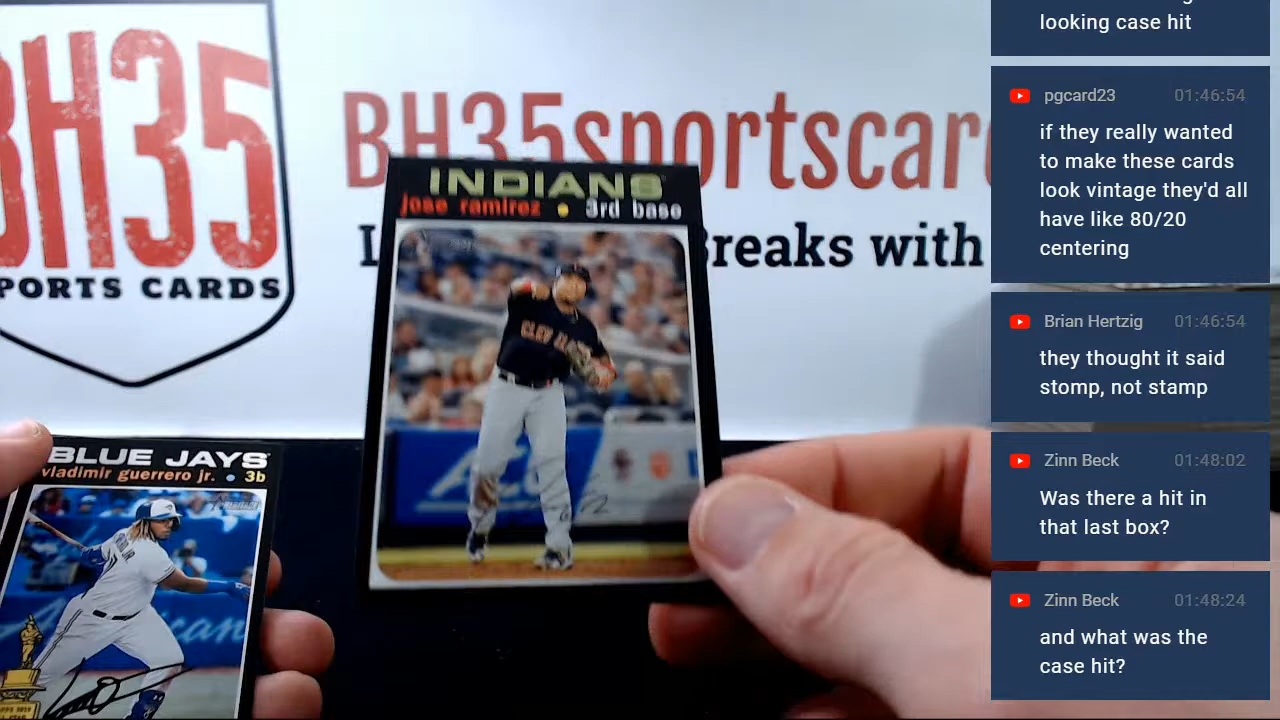 BH35
PORTS CARDS
BH35sportscar
reaks with
INDIANS
jose ramirez • 3rd base
BLUE JAYS
vladimir guerrero jr. • 3b
looking case hit
pgcard23 01:46:54
if they really wanted
to make these cards
look vintage they'd all
have like 80/20
centering
Brian Hertzig 01:46:54
they thought it said
stomp, not stamp
Zinn Beck 01:48:02
Was there a hit in
that last box?
Zinn Beck 01:48:24
and what was the
case hit?